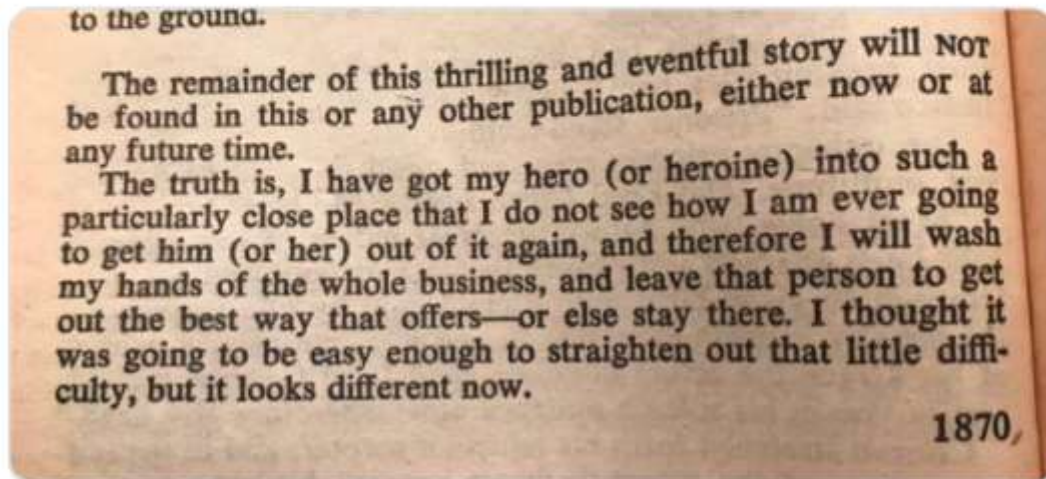 to the ground.
The remainder of this thrilling and eventful story will NOT
be found in this or any other publication, either now or at
any future time.
The truth is, I have got my hero (or heroine) into such a
particularly close place that I do not see how I am ever going
to get him (or her) out of it again, and therefore I will wash
my hands of the whole business, and leave that person to get
out the best way that offers—or else stay there. I thought it
was going to be easy enough to straighten out that little diffi-
culty, but it looks different now.
1870